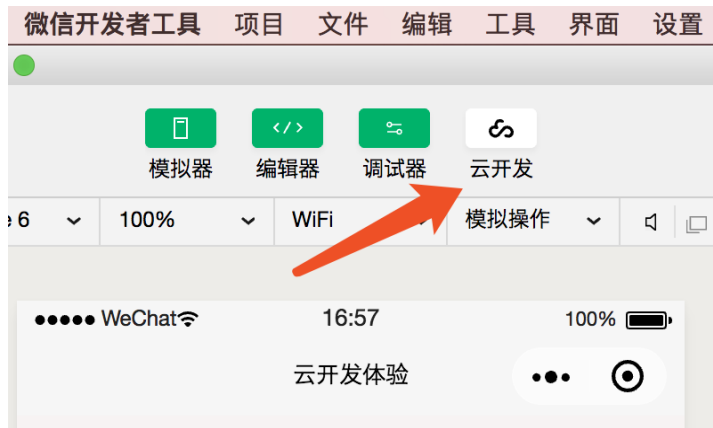 微信开发者工具 项目 文件 编辑 工具 界面 设置
模拟器 编辑器 调试器 云开发
6 100% WiFi 模拟操作
WeChat 16:57 100%
云开发体验